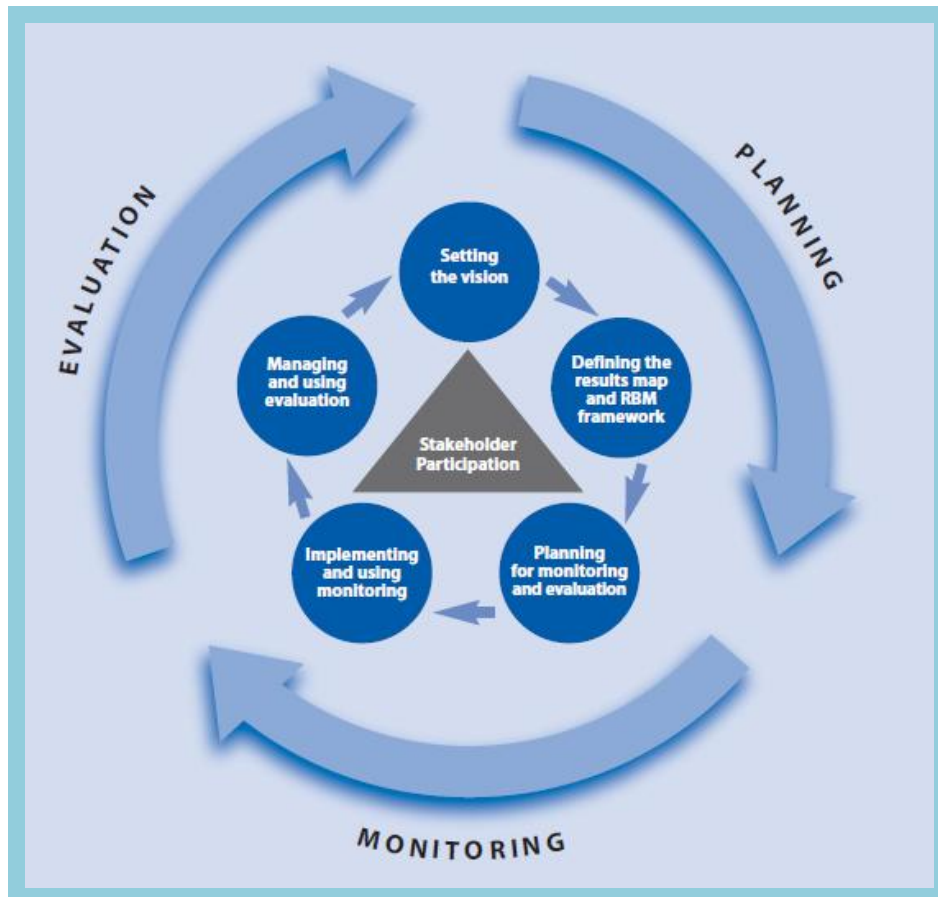 PLANNING
EVALUATION
Setting
the vision
Managing
and using
evaluation
Defining the
results map
and RBM
framework
Stakeholder
Participation
Implementing
and using
monitoring
Planning
for monitoring
and evaluation
MONITORING